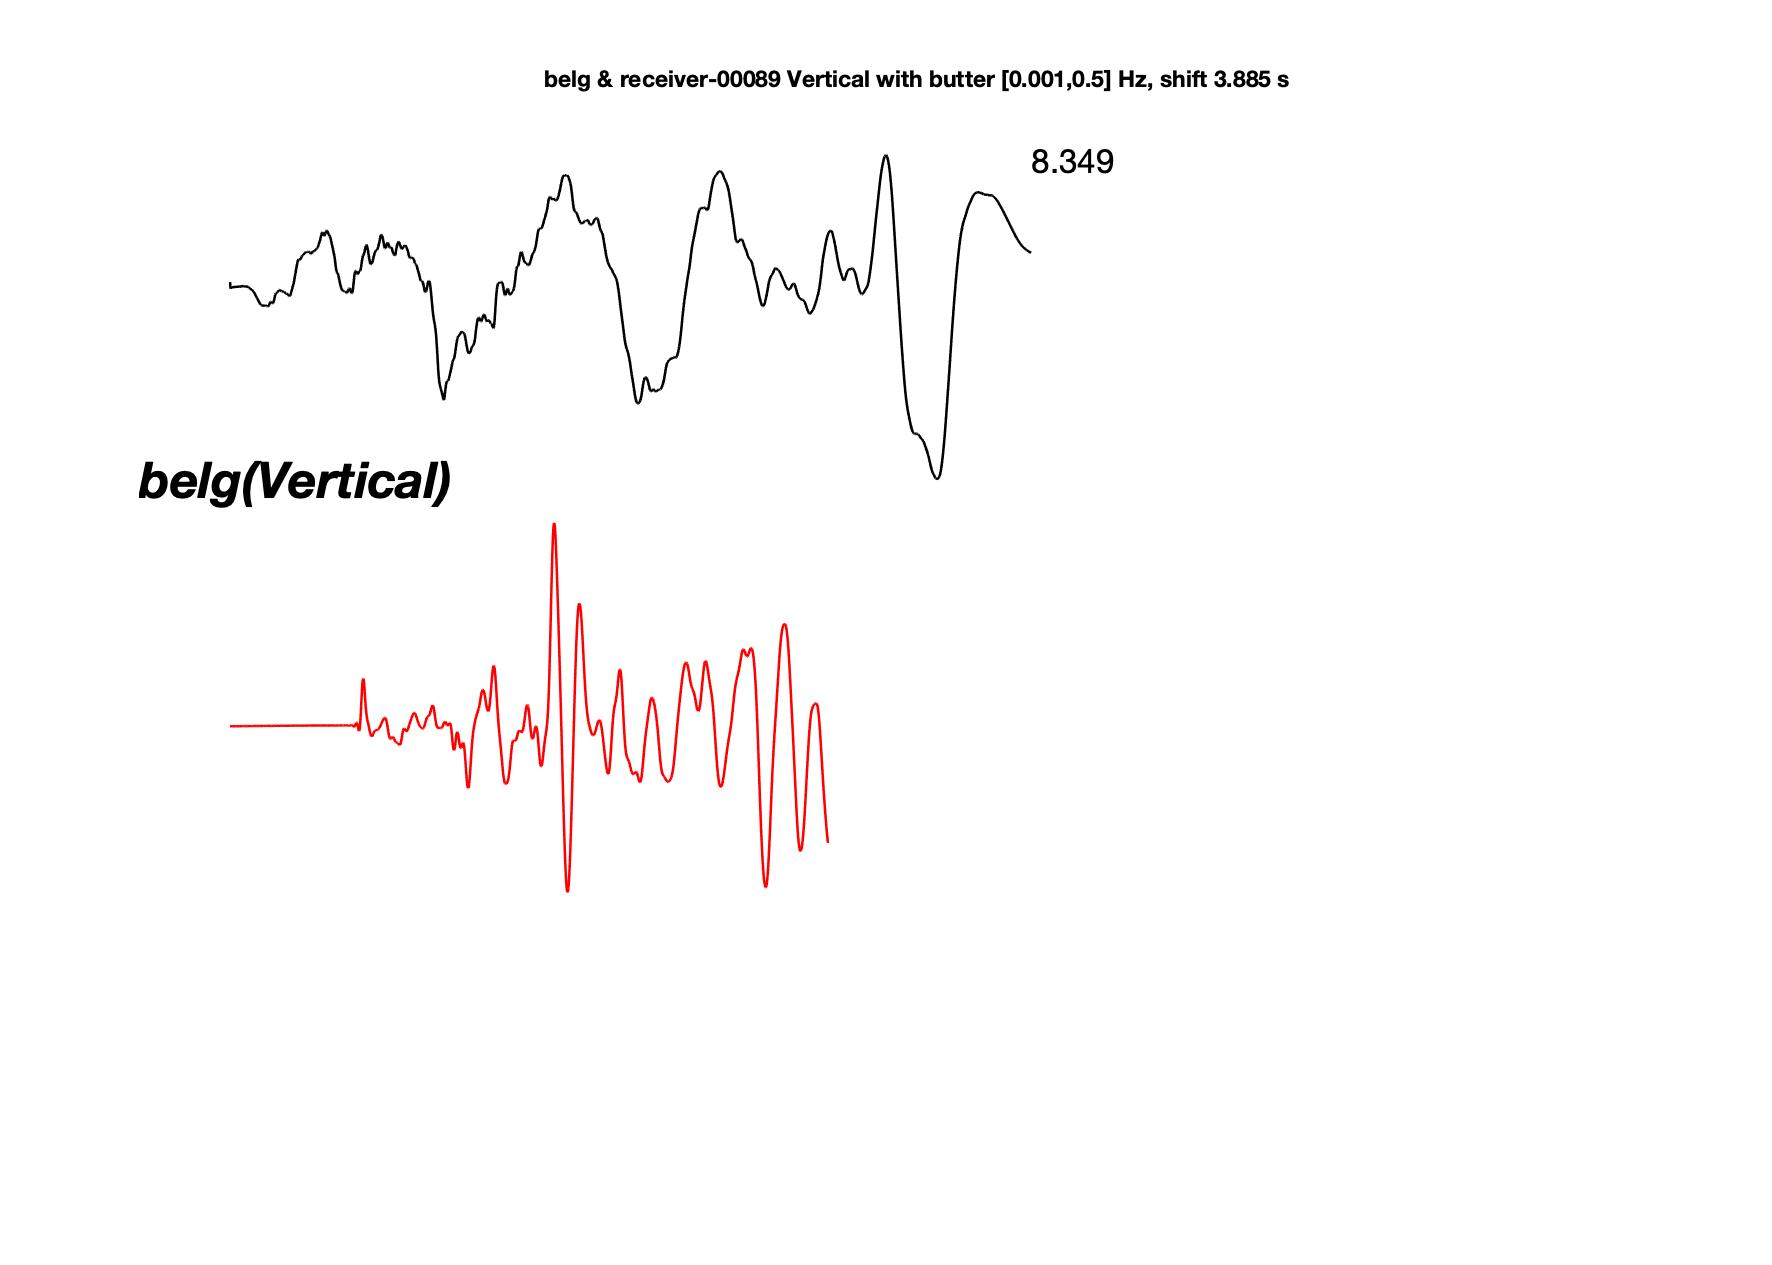 belg & receiver-00089 Vertical with butter [0.001,0.5] Hz, shift 3.885 s
8.349
belg(Vertical)